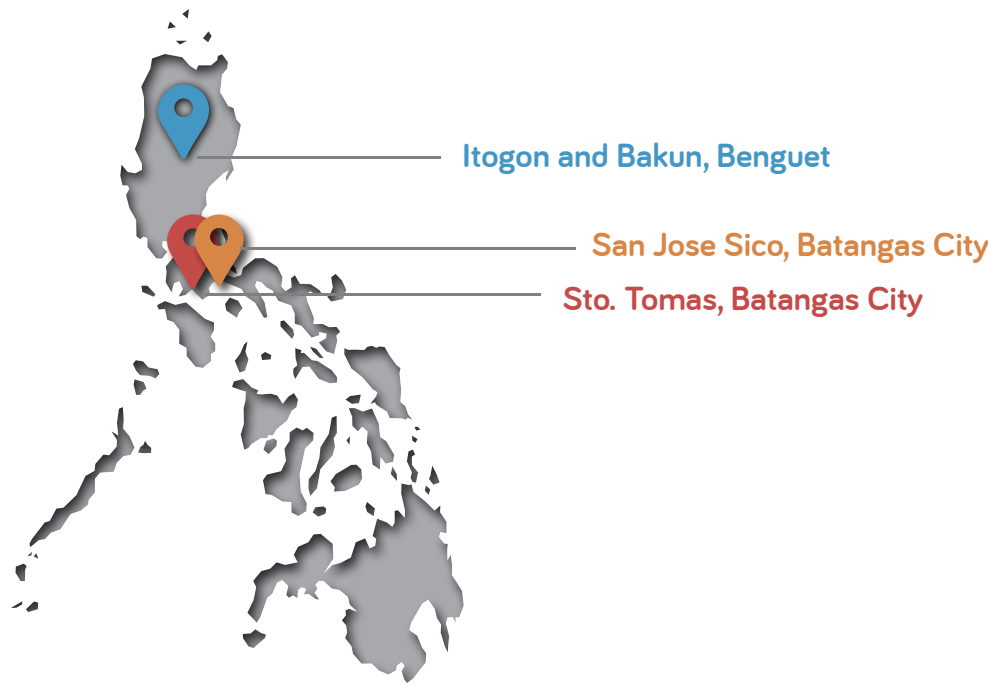 Itogon and Bakun, Benguet
San Jose Sico, Batangas City
Sto. Tomas, Batangas City